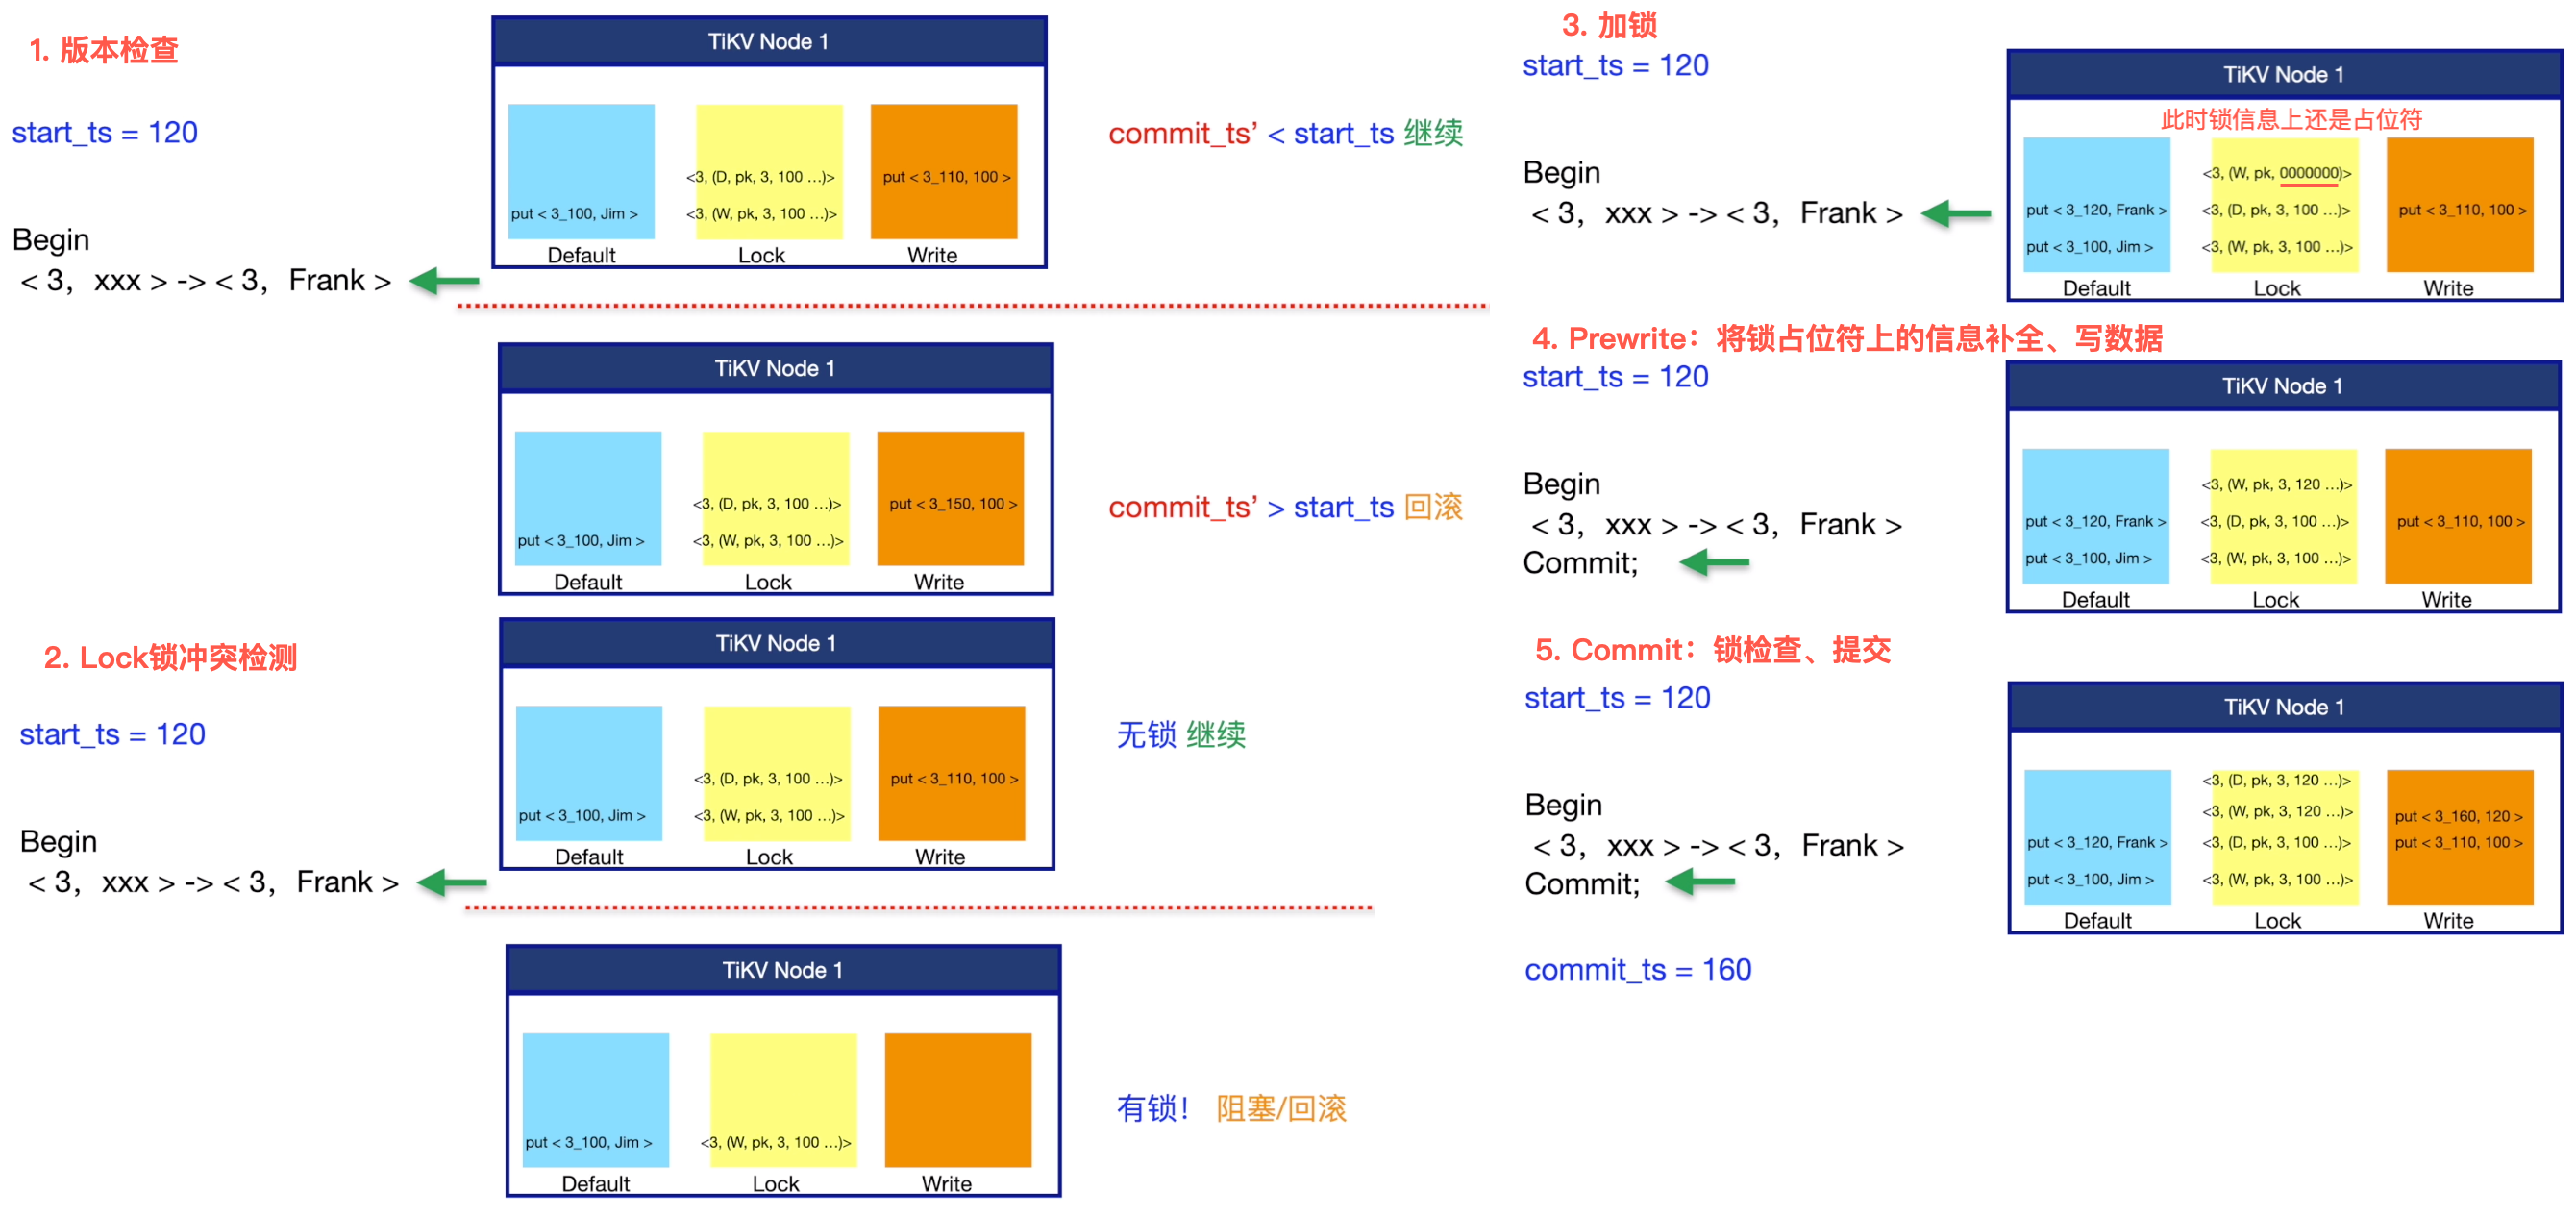 1. 版本检查
start_ts = 120
Begin
< 3,  xxx > -> < 3,  Frank >
TiKV Node 1
put < 3_100, Jim >
Default
<3, (D, pk, 3, 100 ...)>
<3, (W, pk, 3, 100 ...)>
Lock
put < 3_110, 100 >
Write
commit_ts’ < start_ts 继续
TiKV Node 1
put < 3_100, Jim >
Default
<3, (D, pk, 3, 100 ...)>
<3, (W, pk, 3, 100 ...)>
Lock
put < 3_150, 100 >
Write
commit_ts’ > start_ts 回滚
2. Lock锁冲突检测
start_ts = 120
Begin
< 3,  xxx > -> < 3,  Frank >
TiKV Node 1
put < 3_100, Jim >
Default
<3, (D, pk, 3, 100 ...)>
<3, (W, pk, 3, 100 ...)>
Lock
put < 3_110, 100 >
Write
无锁 继续
TiKV Node 1
put < 3_100, Jim >
Default
<3, (W, pk, 3, 100 ...)>
Lock
Write
有锁！ 阻塞/回滚
3. 加锁
start_ts = 120
Begin
< 3,  xxx > -> < 3,  Frank >
TiKV Node 1
此时锁信息上还是占位符
put < 3_120, Frank >
put < 3_100, Jim >
Default
<3, (W, pk, 0000000)>
<3, (D, pk, 3, 100 ...)>
<3, (W, pk, 3, 100 ...)>
Lock
put < 3_110, 100 >
Write
4. Prewrite：将锁占位符上的信息补全、写数据
start_ts = 120
Begin
< 3,  xxx > -> < 3,  Frank >
Commit;
TiKV Node 1
put < 3_120, Frank >
put < 3_100, Jim >
Default
<3, (W, pk, 3, 120 ...)>
<3, (D, pk, 3, 100 ...)>
<3, (W, pk, 3, 100 ...)>
Lock
put < 3_110, 100 >
Write
5. Commit：锁检查、提交
start_ts = 120
Begin
< 3,  xxx > -> < 3,  Frank >
Commit;
commit_ts = 160
TiKV Node 1
put < 3_120, Frank >
put < 3_100, Jim >
Default
<3, (D, pk, 3, 120 ...)>
<3, (W, pk, 3, 120 ...)>
<3, (D, pk, 3, 100 ...)>
<3, (W, pk, 3, 100 ...)>
Lock
put < 3_160, 120 >
put < 3_110, 100 >
Write